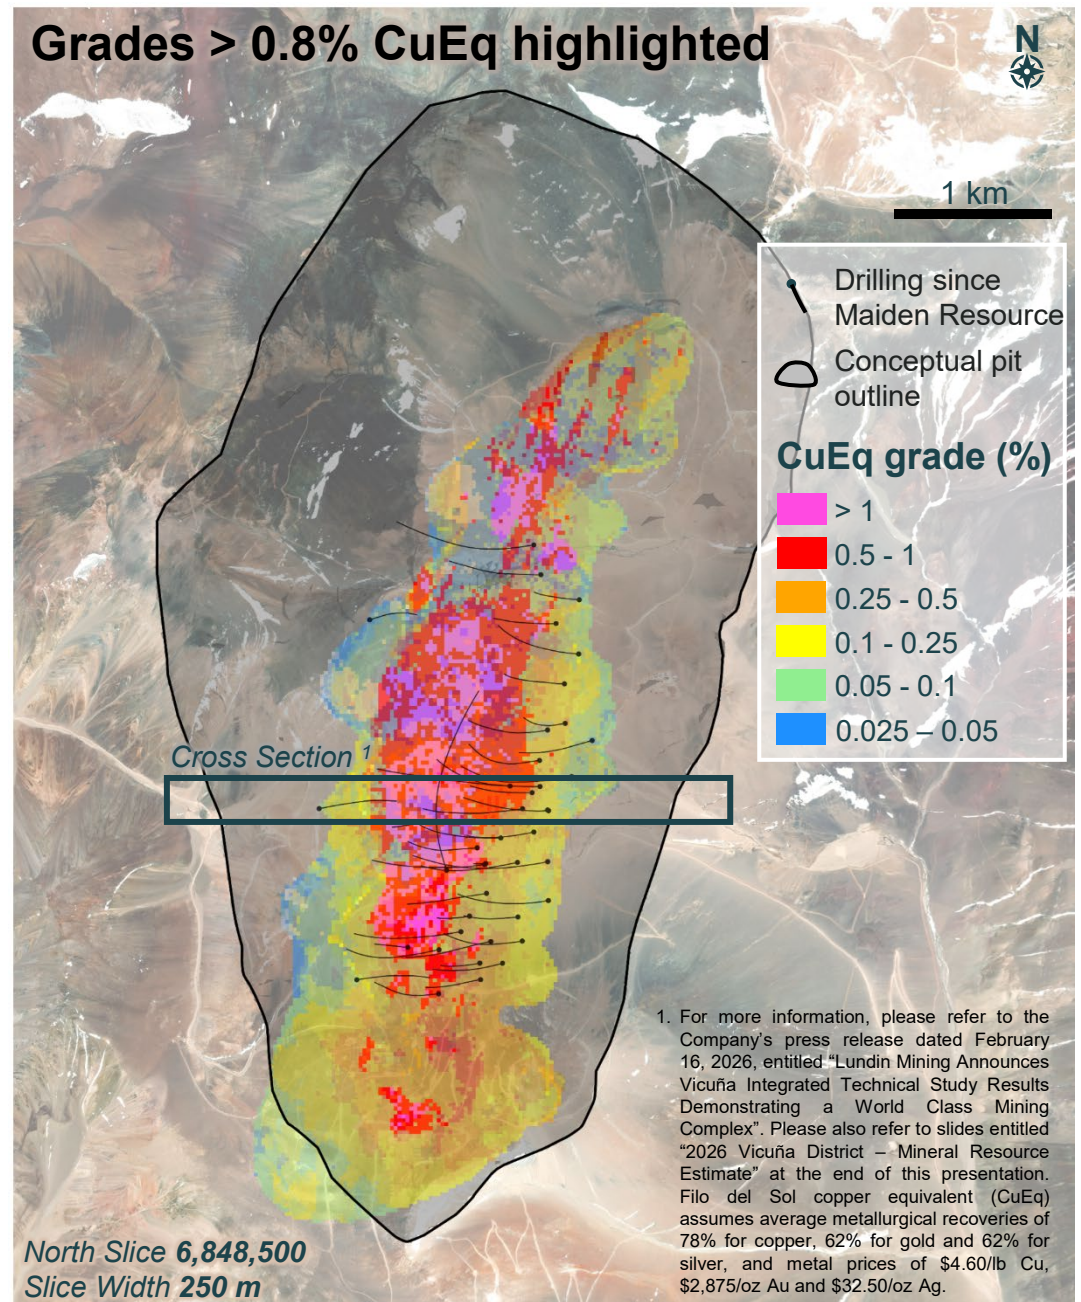 Grades > 0.8% CuEq highlighted
N
1 km
Drilling since
Maiden Resource
Conceptual pit
outline
CuEq grade (%)
> 1
0.5 - 1
0.25 - 0.5
0.1 - 0.25
0.05 - 0.1
0.025 – 0.05
Cross Section 1
1. For more information, please refer to the
Company's press release dated February
16, 2026, entitled “Lundin Mining Announces
Vicuña Integrated Technical Study Results
Demonstrating a World Class Mining
Complex”. Please also refer to slides entitled
“2026 Vicuña District – Mineral Resource
Estimate” at the end of this presentation.
Filo del Sol copper equivalent (CuEq)
assumes average metallurgical recoveries of
78% for copper, 62% for gold and 62% for
silver, and metal prices of $4.60/lb Cu,
$2,875/oz Au and $32.50/oz Ag.
North Slice 6,848,500
Slice Width 250 m